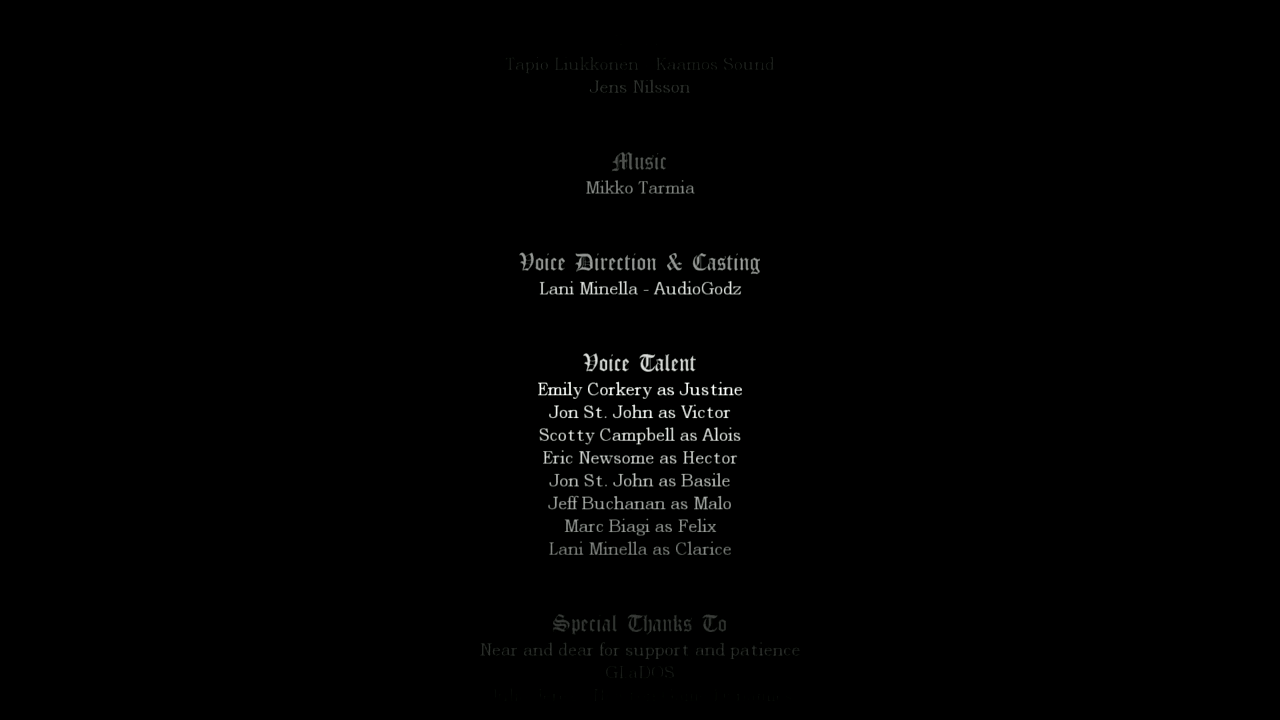 Tapio Liukkonen - Kaamos Sound
Jens Nilsson
Music
Mikko Tarmia
Voice Direction & Casting
Lani Minella - AudioGodz
Voice Talent
Emily Corkery as Justine
Jon St. John as Victor
Scotty Campbell as Alois
Eric Newsome as Hector
Jon St. John as Basile
Jeff Buchanan as Malo
Marc Biagi as Felix
Lani Minella as Clarice
Special Thanks To
Near and dear for support and patience
GLaDOS